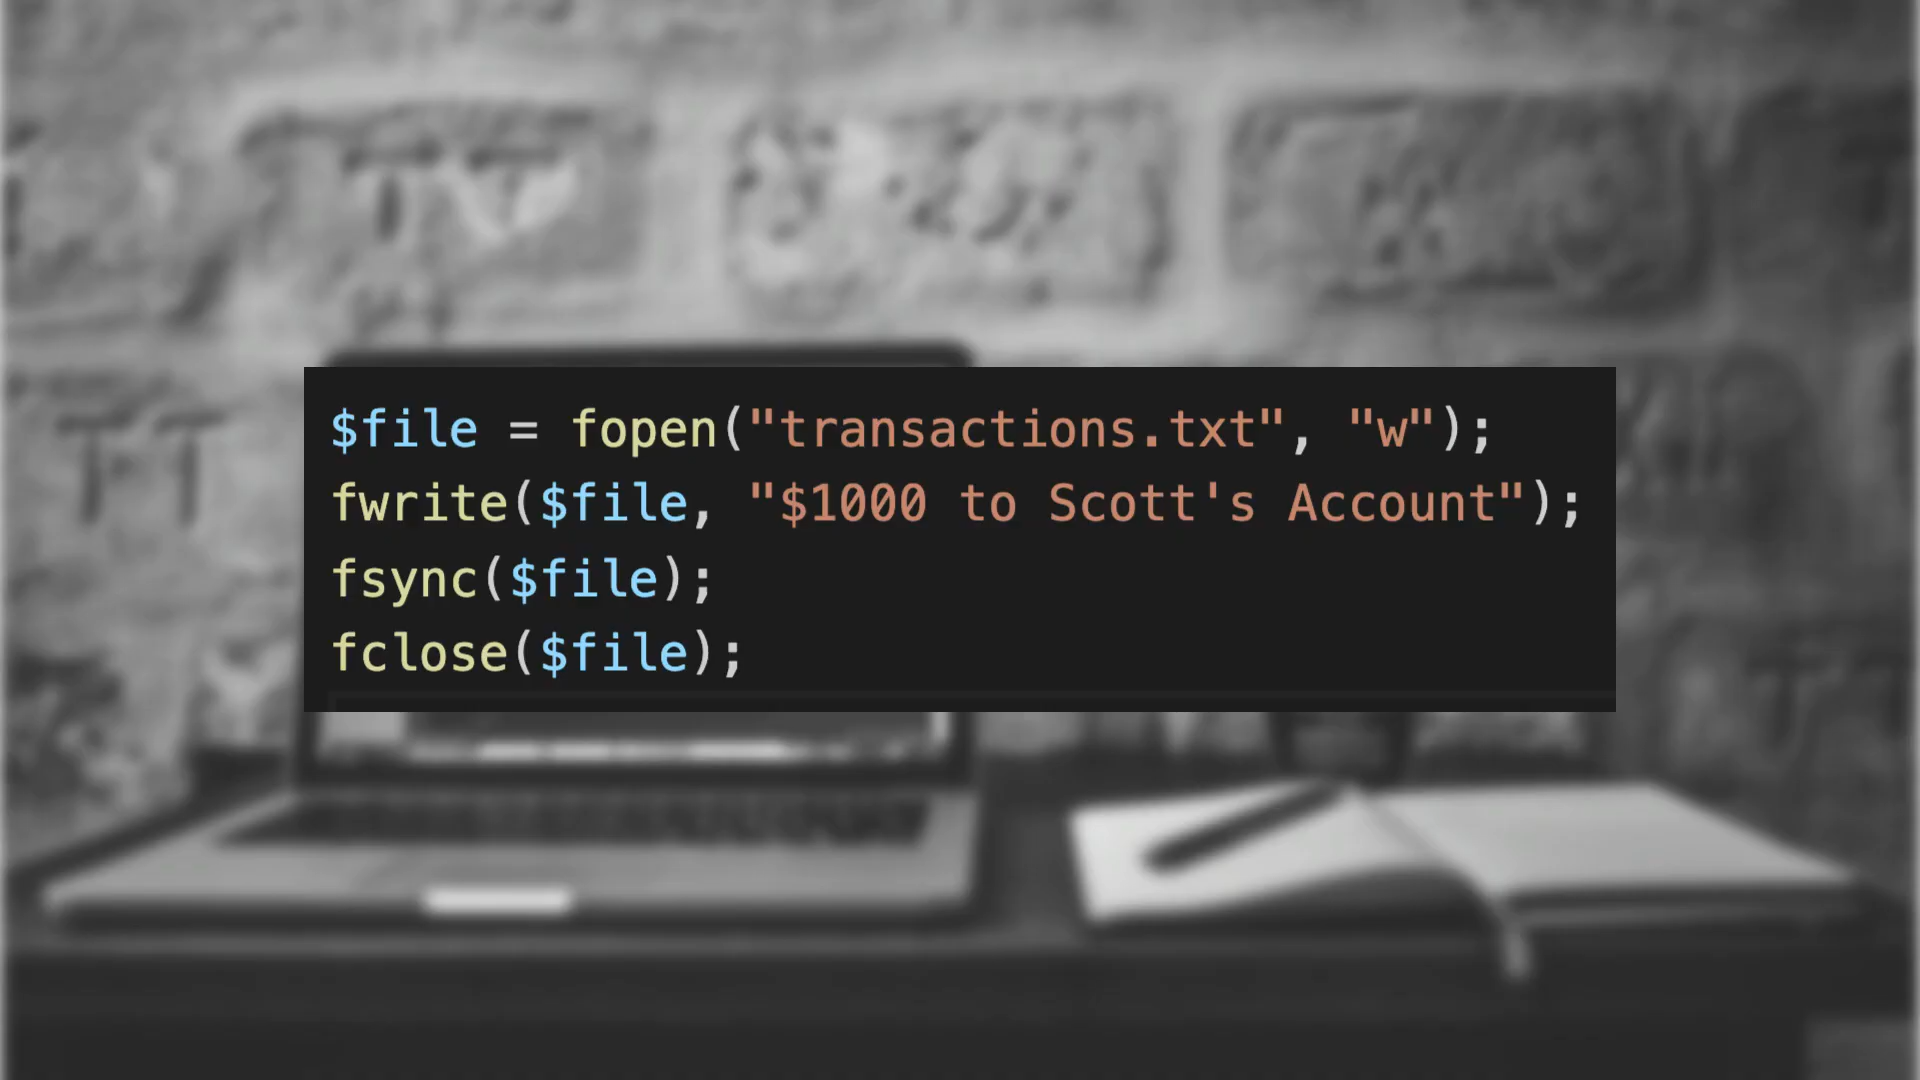 $file = fopen("transactions.txt", "w");
fwrite($file, "$1000 to Scott's Account");
fsync($file);
fclose($file);